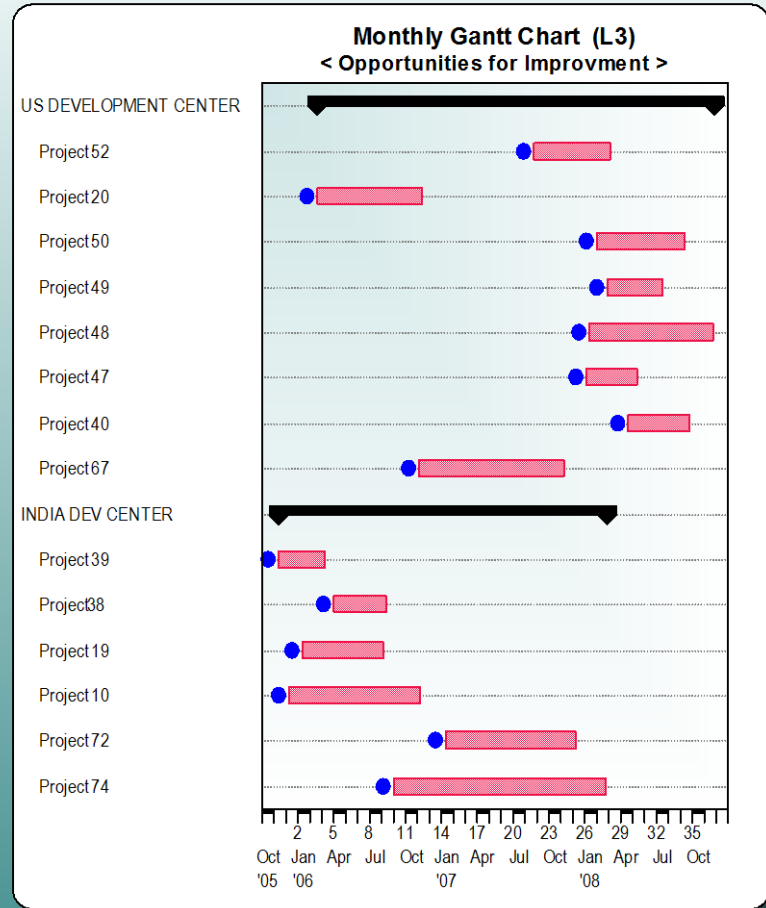 Monthly Gantt Chart (L3)
< Opportunities for Improvment >
US DEVELOPMENT CENTER
Project52
Project20
Project50
Project49
Project48
Project47
Project40
Project67
INDIA DEV CENTER
Project39
Project38
Project19
Project10
Project72
Project74
2 5 8 11 14 17 20 23 26 29 32 35
Oct Jan Apr Jul Oct Jan Apr Jul Oct Jan Apr Jul Oct
'05 '06 '07 '08